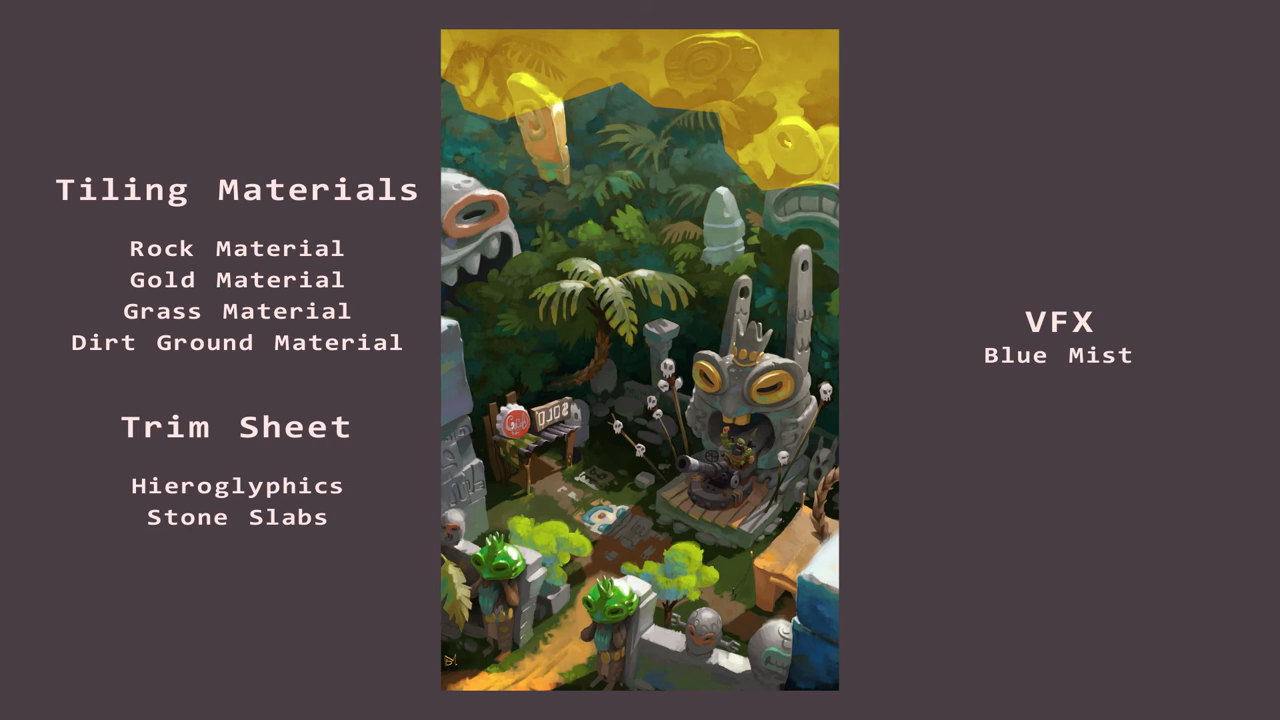 Tiling Materials
Rock Material
Gold Material
Grass Material
Dirt Ground Material
Trim Sheet
Hieroglyphics
Stone Slabs
SOLD
VFX
Blue Mist